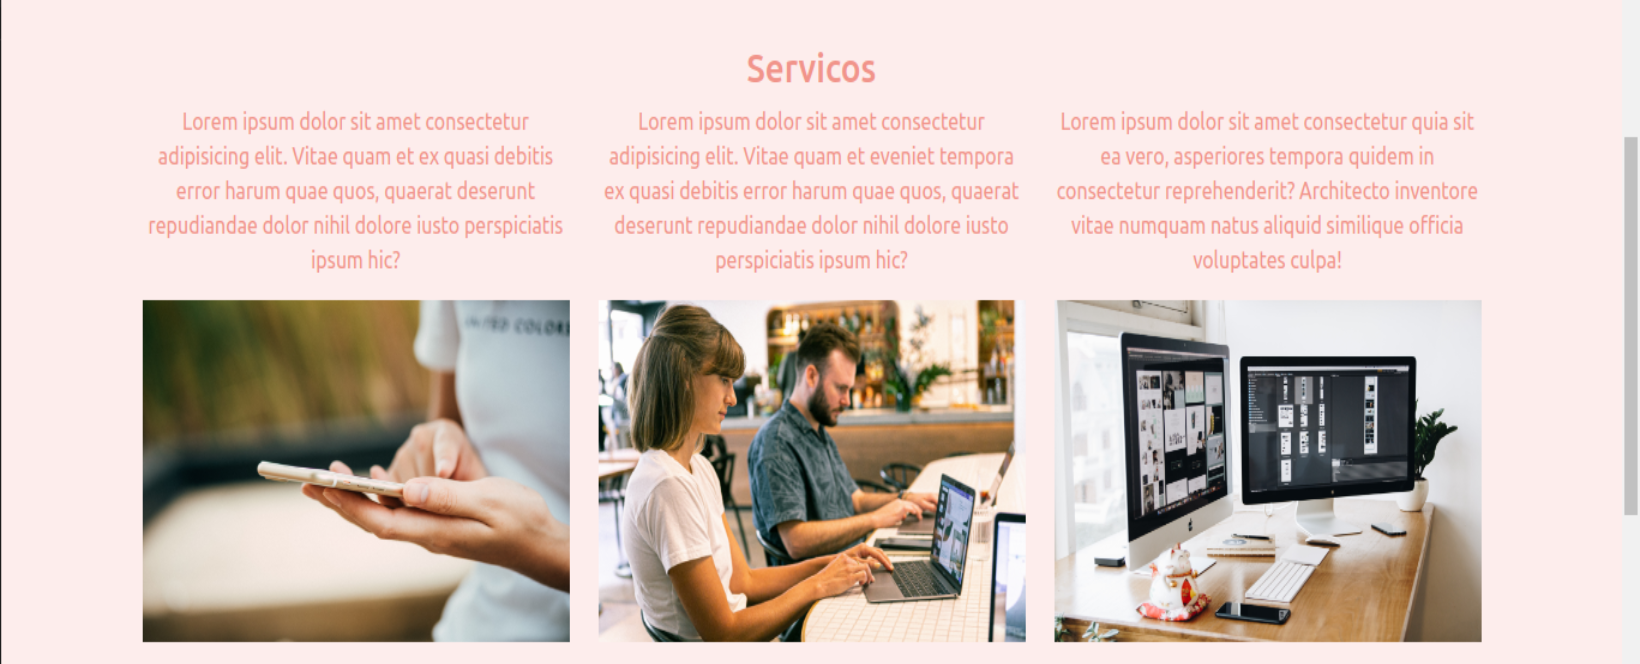 Servicos
Lorem ipsum dolor sit amet consectetur
adipisicing elit. Vitae quam et ex quasi debitis
error harum quae quos, quaerat deserunt
repudiandae dolor nihil dolore iusto perspiciatis
ipsum hic?
Lorem ipsum dolor sit amet consectetur
adipisicing elit. Vitae quam et eveniet tempora
ex quasi debitis error harum quae quos, quaerat
deserunt repudiandae dolor nihil dolore iusto
perspiciatis ipsum hic?
Lorem ipsum dolor sit amet consectetur quia sit
ea vero, asperiores tempora quidem in
consectetur reprehenderit? Architecto inventore
vitae numquam natus aliquid similique officia
voluptates culpa!